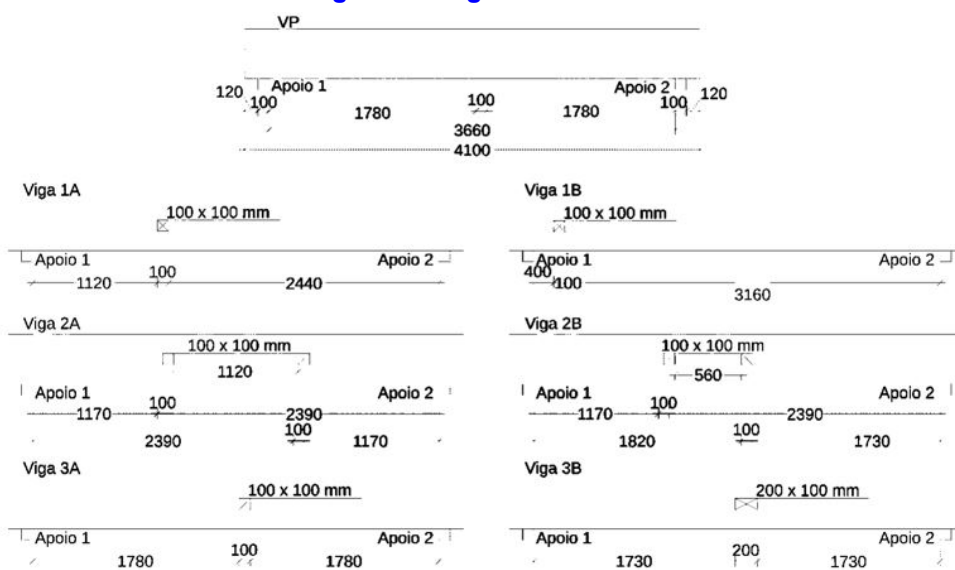 VP
Apoio 1 Apoio 2
120 100 1780 100 1780 100 120
3660
4100
Viga 1A Viga 1B
100 x 100 mm 100 x 100 mm
Apoio 1 Apoio 2 Apoio 1 Apoio 2
1120 100 2440 400 100 3160
Viga 2A Viga 2B
100 x 100 mm 100 x 100 mm
1120 560
Apoio 1 Apoio 2 Apoio 1 Apoio 2
1170 100 2390 1170 100 2390
2390 100 1170 1820 100 1730
Viga 3A Viga 3B
100 x 100 mm 200 x 100 mm
Apoio 1 Apoio 2 Apoio 1 Apoio 2
1780 100 1780 1730 200 1730